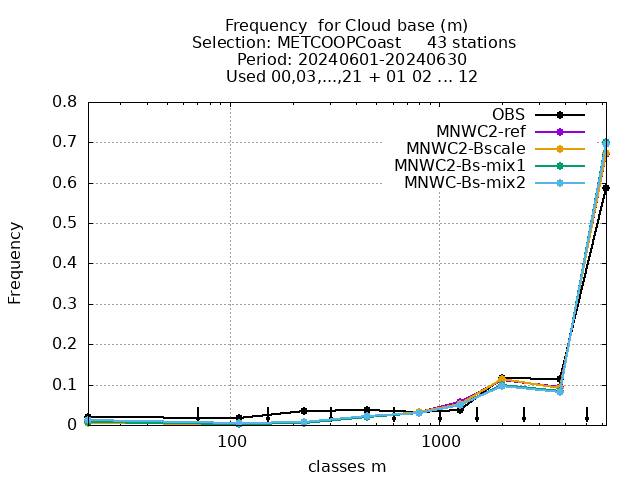 Frequency  for Cloud base (m)
Selection: METCOOPCoast     43 stations
Period: 20240601-20240630
Used 00,03,...,21 + 01 02 ... 12
0.8
0.7
0.6
0.5
0.4
0.3
0.2
0.1
0
Frequency
OBS
MNWC2-ref
MNWC2-Bscale
MNWC2-Bs-mix1
MNWC-Bs-mix2
100 1000
classes m